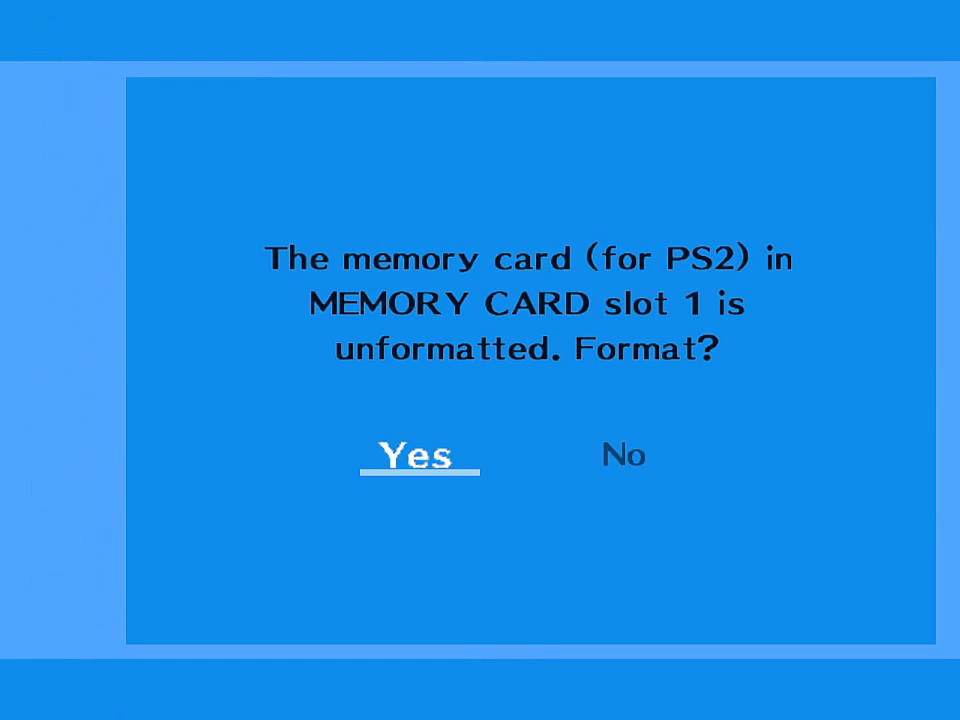 The memory card (for PS2) in
MEMORY CARD slot 1 is
unformatted. Format?
Yes No